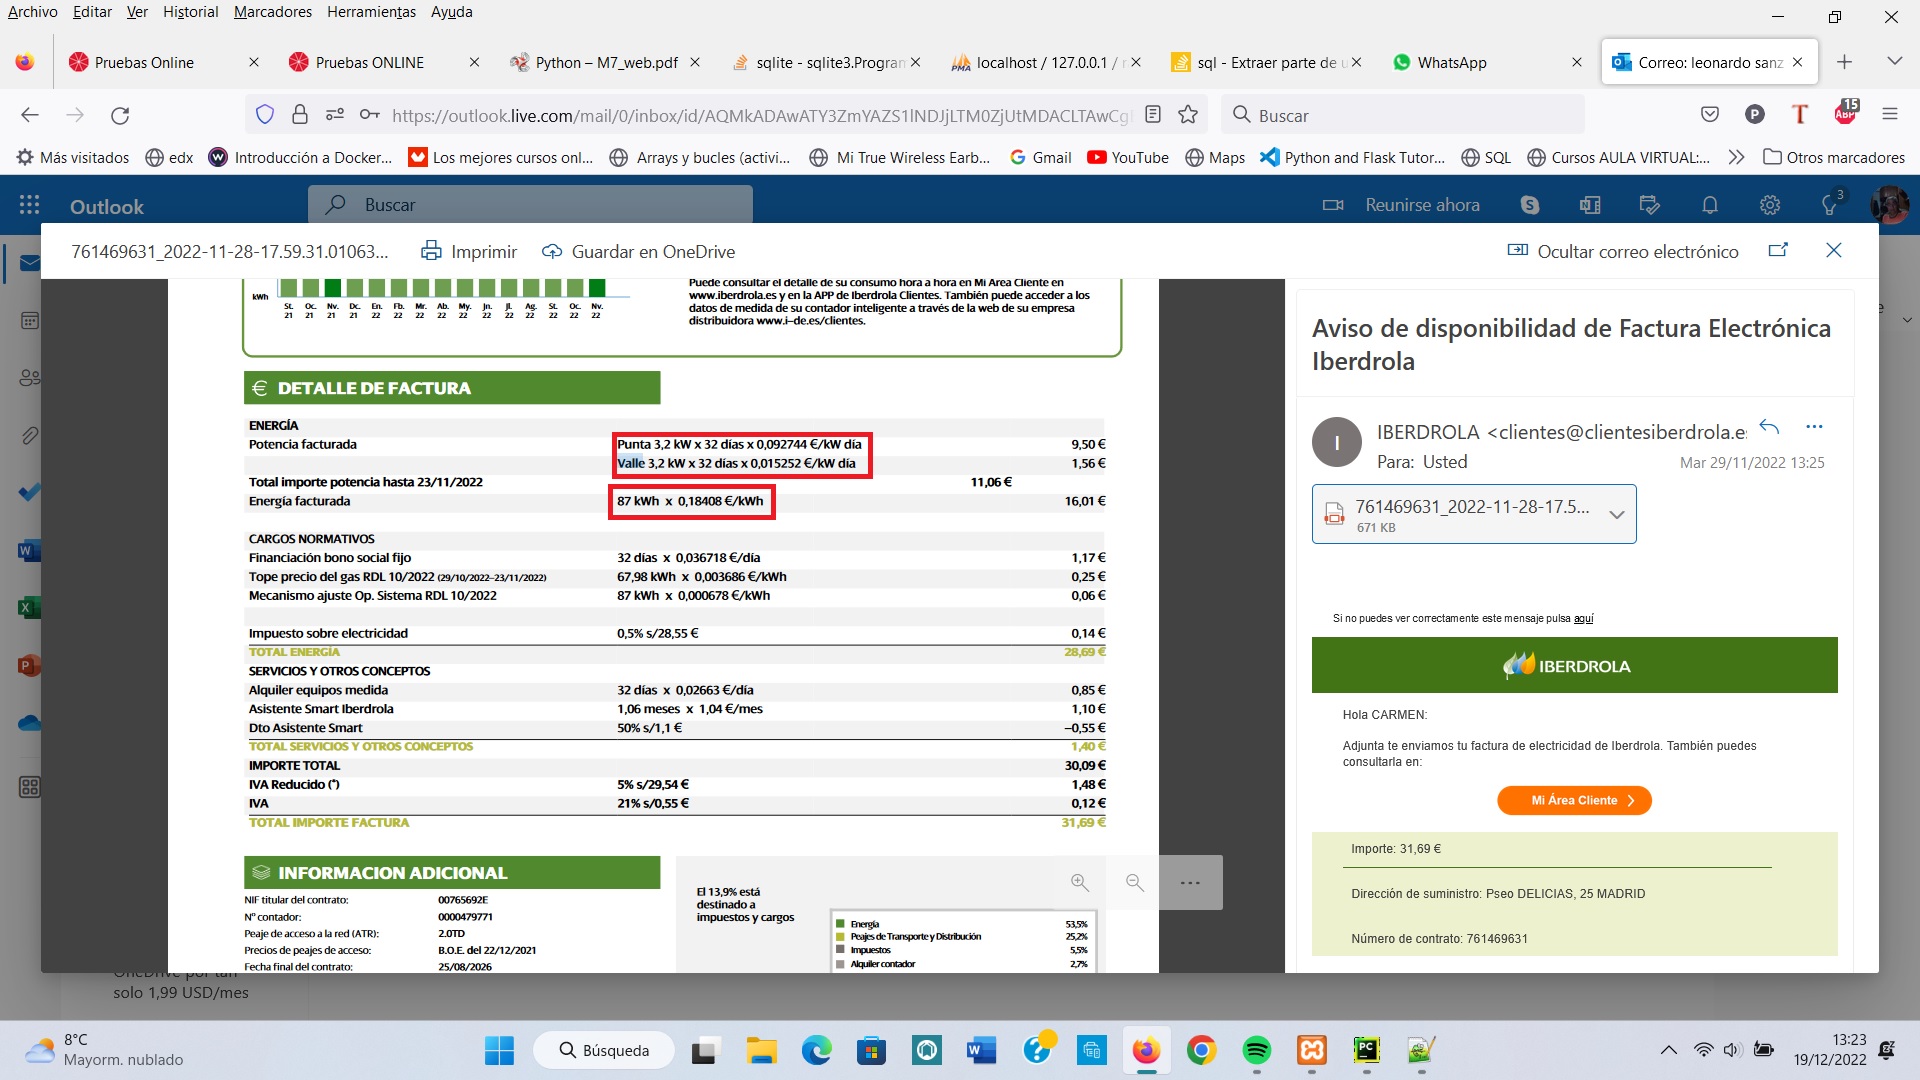 Archivo Editar Ver Historial Marcadores Herramientas Ayuda
Pruebas Online
Pruebas ONLINE
Python – M7_web.pdf
sqlite - sqlite3.Program
localhost / 127.0.0.1 /
sql - Extraer parte de u
WhatsApp
Correo: leonardo sanz
https://outlook.live.com/mail/0/inbox/id/AQMkADAwATY3ZmYAZS1lNDJjLTM0ZjUtMDACLTAwCgl
Buscar
P
T
ABP
15
Más visitados
edx
Introducción a Docker...
Los mejores cursos onl...
Arrays y bucles (activi...
Mi True Wireless Earb...
Gmail
YouTube
Maps
Python and Flask Tutor...
SQL
Cursos AULA VIRTUAL:...
Otros marcadores
Outlook
Buscar
Reunirse ahora
3
761469631_2022-11-28-17.59.31.01063...
Imprimir
Guardar en OneDrive
Ocultar correo electrónico
kWh
St. Oc. Nv. Dc. En. Fb. Mr. Ab. My. Jn. Jl. Ag. St. Oc. Nv.
21 21 21 21 22 22 22 22 22 22 22 22 22 22 22
Puede consultar el detalle de su consumo hora a hora en Mi Área Cliente en
www.iberdrola.es y en la APP de Iberdrola Clientes. También puede acceder a los
datos de medida de su contador inteligente a través de la web de su empresa
distribuidora www.i-de.es/clientes.
€ DETALLE DE FACTURA
ENERGÍA
Potencia facturada Punta 3,2 kW x 32 días x 0,092744 €/kW día 9,50 €
Valle 3,2 kW x 32 días x 0,015252 €/kW día 1,56 €
Total importe potencia hasta 23/11/2022 11,06 €
Energía facturada 87 kWh x 0,18408 €/kWh 16,01 €
CARGOS NORMATIVOS
Financiación bono social fijo 32 días x 0,036718 €/día 1,17 €
Tope precio del gas RDL 10/2022 (29/10/2022–23/11/2022) 67,98 kWh x 0,003686 €/kWh 0,25 €
Mecanismo ajuste Op. Sistema RDL 10/2022 87 kWh x 0,000678 €/kWh 0,06 €
Impuesto sobre electricidad 0,5% s/28,55 € 0,14 €
TOTAL ENERGÍA 28,69 €
SERVICIOS Y OTROS CONCEPTOS
Alquiler equipos medida 32 días x 0,02663 €/día 0,85 €
Asistente Smart Iberdrola 1,06 meses x 1,04 €/mes 1,10 €
Dto Asistente Smart 50% s/1,1 € –0,55 €
TOTAL SERVICIOS Y OTROS CONCEPTOS 1,40 €
IMPORTE TOTAL 30,09 €
IVA Reducido (*) 5% s/29,54 € 1,48 €
IVA 21% s/0,55 € 0,12 €
TOTAL IMPORTE FACTURA 31,69 €
INFORMACION ADICIONAL
NIF titular del contrato: 00765692E
Nº contador: 0000479771
Peaje de acceso a la red (ATR): 2.0TD
Precios de peajes de acceso: B.O.E. del 22/12/2021
Fecha final del contrato: 25/08/2026
El 13,9% está
destinado a
impuestos y cargos
Energía 53,5%
Peajes de Transporte y Distribución 25,2%
Impuestos 5,5%
Alquiler contador 2,7%
Aviso de disponibilidad de Factura Electrónica
Iberdrola
I
IBERDROLA <clientes@clientesiberdrola.es
Para: Usted
Mar 29/11/2022 13:25
761469631_2022-11-28-17.5...
671 KB
Si no puedes ver correctamente este mensaje pulsa aquí
IBERDROLA
Hola CARMEN:
Adjunta te enviamos tu factura de electricidad de Iberdrola. También puedes
consultarla en:
Mi Área Cliente
Importe: 31,69 €
Dirección de suministro: Pseo DELICIAS, 25 MADRID
Número de contrato: 761469631
OneDrive por tan
solo 1,99 USD/mes
8°C
Mayorm. nublado
Búsqueda
13:23
19/12/2022